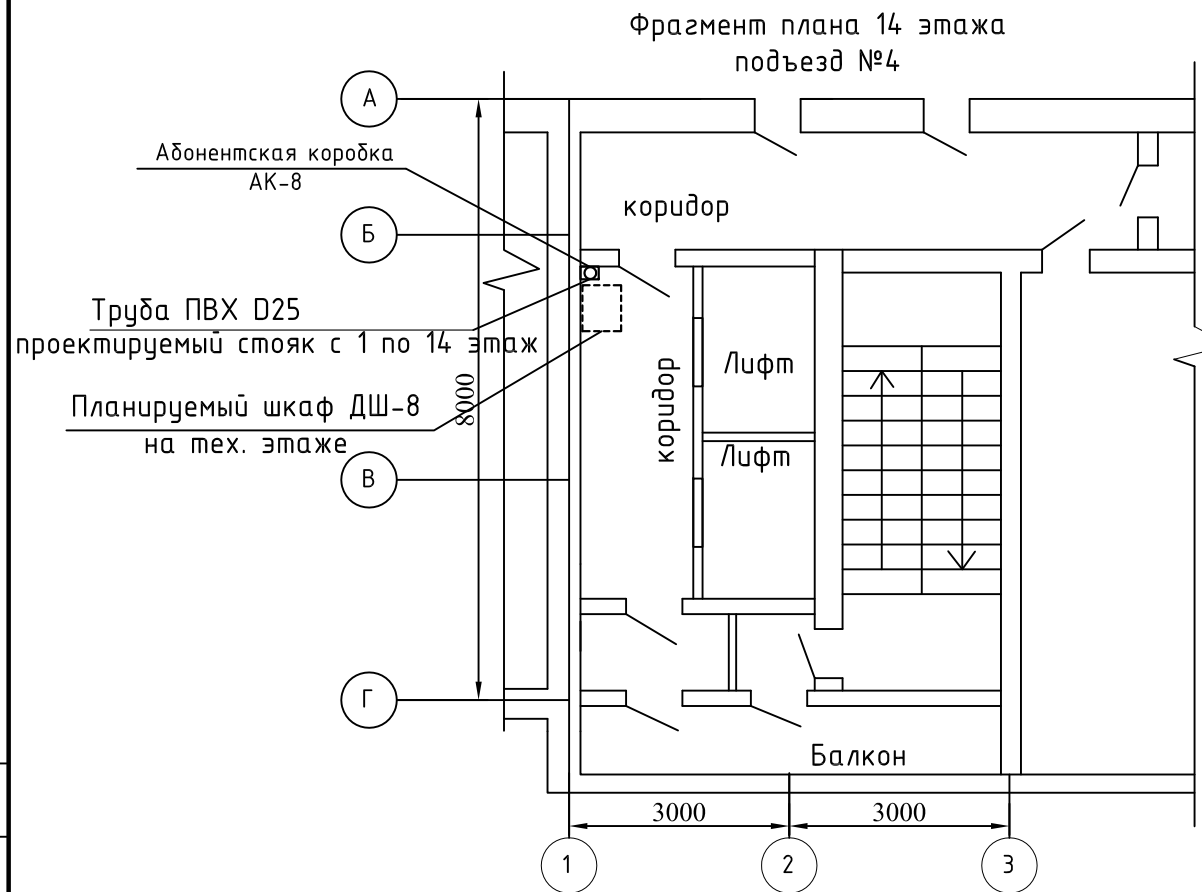 Фрагмент плана 14 этажа
подъезд №4
А
Абонентская коробка
АК-8
коридор
Б
Труба ПВХ D25
проектируемый стояк с 1 по 14 этаж
Лифт
коридор
8000
Планируемый шкаф ДШ-8
на тех. этаже
Лифт
В
Г
Балкон
3000
3000
1
2
3